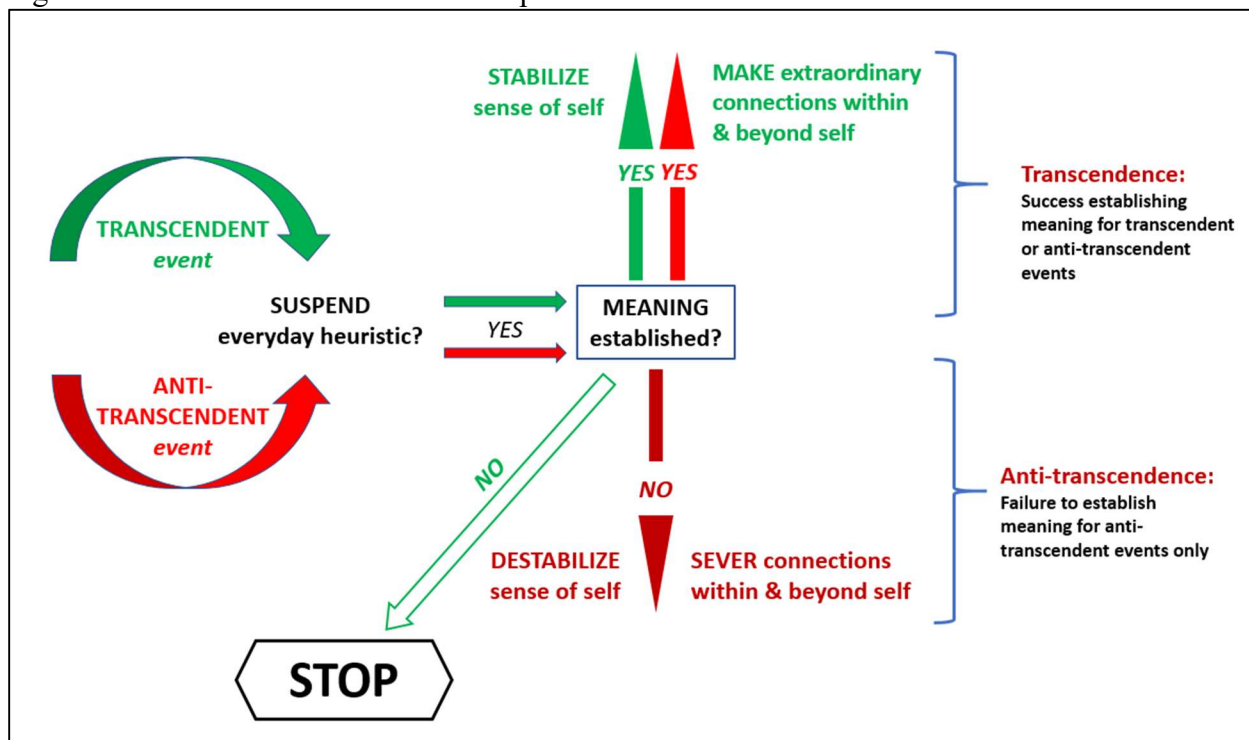 STABILIZE
sense of self
MAKE extraordinary
connections within
& beyond self
YES
YES
Transcendence:
Success establishing
meaning for transcendent
or anti-transcendent
events
TRANSCENDENT
event
SUSPEND
everyday heuristic?
YES
MEANING
established?
ANTI-
TRANSCENDENT
event
NO
NO
Anti-transcendence:
Failure to establish
meaning for anti-
transcendent events only
DESTABILIZE
sense of self
SEVER connections
within & beyond self
STOP